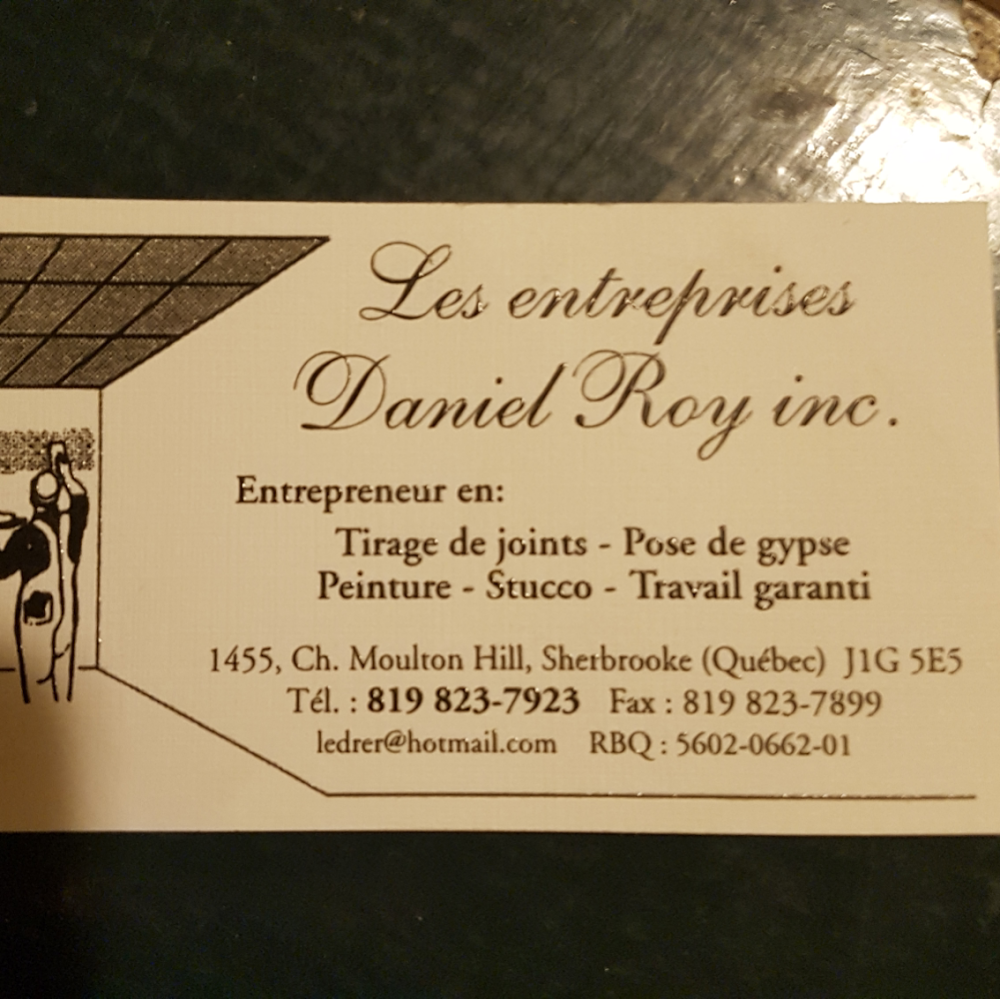 Les entreprises
Daniel Roy inc.
Entrepreneur en:
Tirage de joints - Pose de gypse
Peinture - Stucco - Travail garanti
1455, Ch. Moulton Hill, Sherbrooke (Québec) J1G 5E5
Tél. : 819 823-7923 Fax : 819 823-7899
ledrer@hotmail.com RBQ : 5602-0662-01